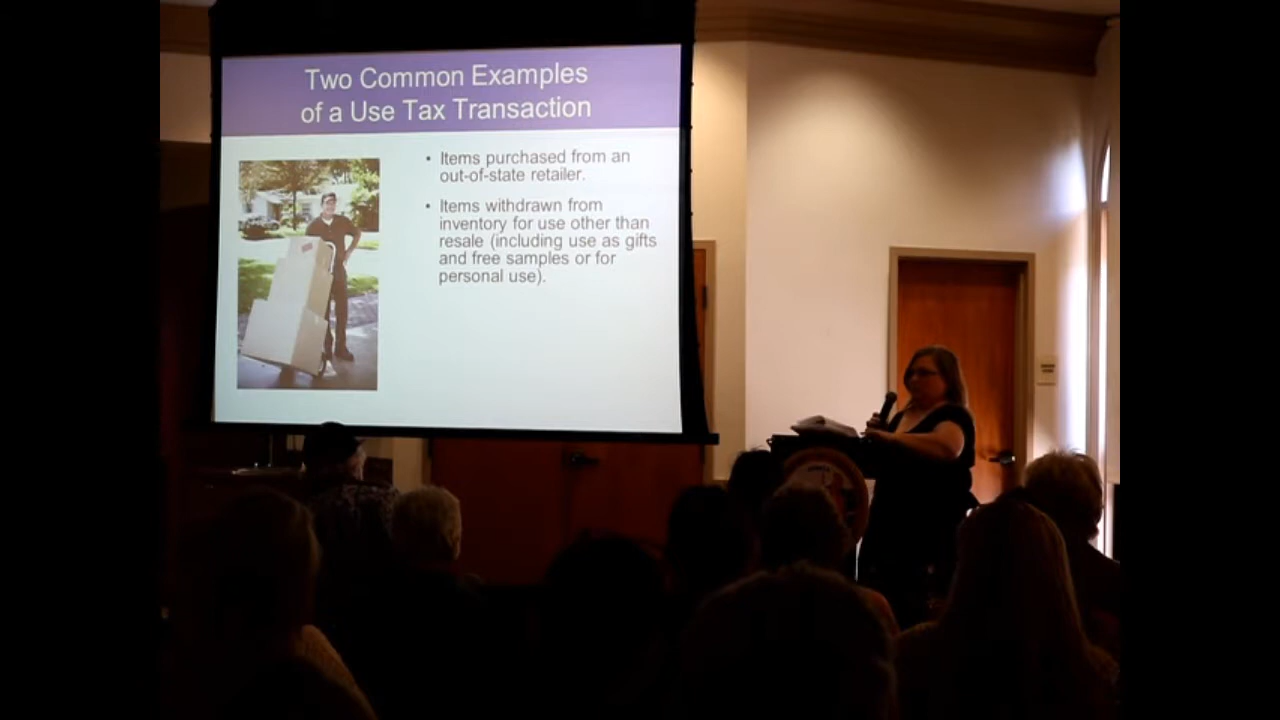 Two Common Examples
of a Use Tax Transaction
• Items purchased from an
out-of-state retailer.
• Items withdrawn from
inventory for use other than
resale (including use as gifts
and free samples or for
personal use).